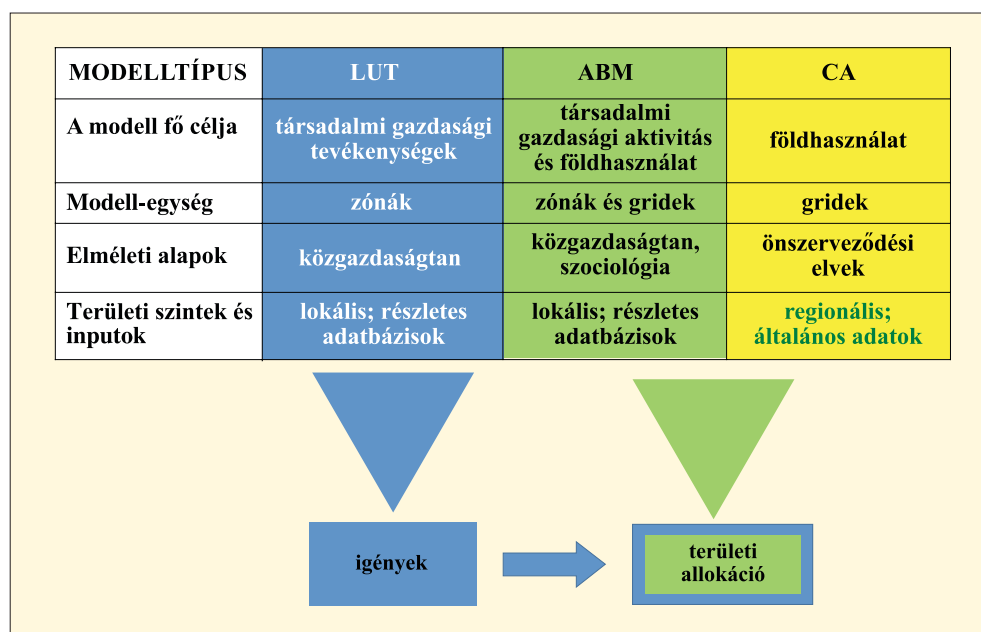 MODELLTÍPUS LUT ABM CA
A modell fő célja
társadalmi gazdasági
tevékenységek
társadalmi
gazdasági aktivitás
és földhasználat
földhasználat
Modell-egység zónák zónák és gridek gridek
Elméleti alapok
közgazdaságtan
közgazdaságtan,
szociológia
önszerveződési
elvek
Területi szintek és
inputok
lokális; részletes
adatbázisok
lokális; részletes
adatbázisok
regionális;
általános adatok
igények
területi
allokáció